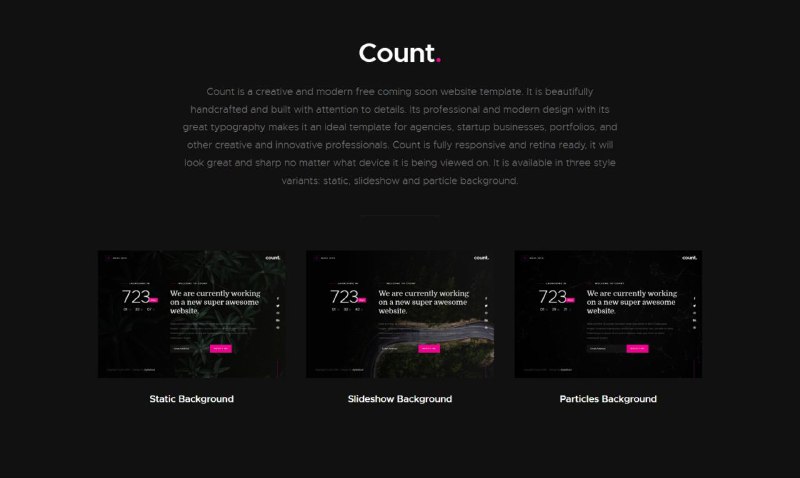 Count.
Count is a creative and modern free coming soon website template. It is beautifully
handcrafted and built with attention to details. Its professional and modern design with its
great typography makes it an ideal template for agencies, startup businesses, portfolios, and
other creative and innovative professionals. Count is fully responsive and retina ready, it will
look great and sharp no matter what device it is being viewed on. It is available in three style
variants: static, slideshow and particle background.
count.
723
We are currently working
on a new super awesome
website.
count.
723
We are currently working
on a new super awesome
website.
count.
723
We are currently working
on a new super awesome
website.
Static Background
Slideshow Background
Particles Background